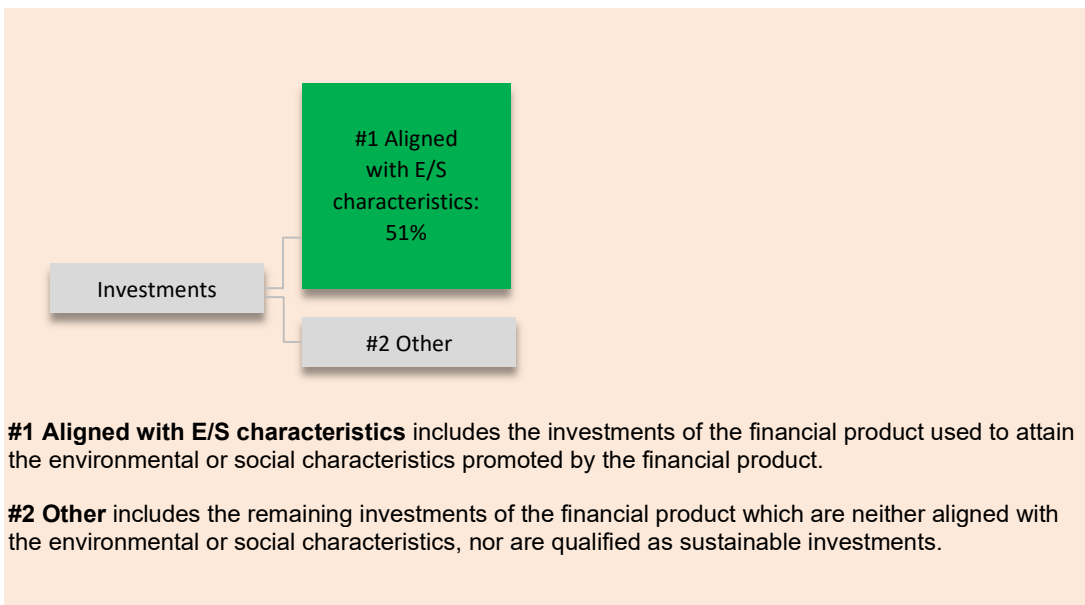 #1 Aligned
with E/S
characteristics:
51%
Investments
#2 Other
#1 Aligned with E/S characteristics includes the investments of the financial product used to attain
the environmental or social characteristics promoted by the financial product.
#2 Other includes the remaining investments of the financial product which are neither aligned with
the environmental or social characteristics, nor are qualified as sustainable investments.